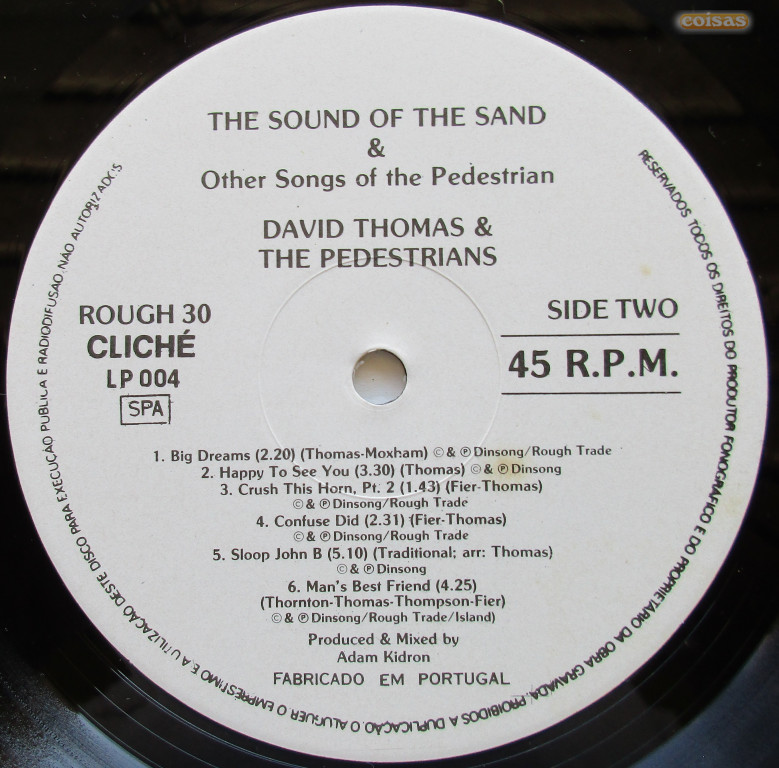 coisas
THE SOUND OF THE SAND
&
Other Songs of the Pedestrian
DAVID THOMAS &
THE PEDESTRIANS
ROUGH 30
CLICHÉ
LP 004
SPA
SIDE TWO
45 R.P.M.
1. Big Dreams (2.20) (Thomas-Moxham) © & ℗ Dinsong/Rough Trade
2. Happy To See You (3.30) (Thomas) © & ℗ Dinsong
3. Crush This Horn, Pt. 2 (1.43) (Fier-Thomas)
© & ℗ Dinsong/Rough Trade
4. Confuse Did (2.31) (Fier-Thomas)
© & ℗ Dinsong/Rough Trade
5. Sloop John B (5.10) (Traditional; arr: Thomas)
© & ℗ Dinsong
6. Man's Best Friend (4.25)
(Thornton-Thomas-Thompson-Fier)
© & ℗ Dinsong/Rough Trade/Island)
Produced & Mixed by
Adam Kidron
FABRICADO EM PORTUGAL
RESERVADOS TODOS OS DIREITOS DO PRODUTOR FONOGRAFICO E DO PROPRIETARIO DA OBRA GRAVADA. PROIBIDOS A DUPLICAÇÃO, O ALUGUER O EMPRÉSTIMO E A UTILIZAÇÃO DESTE DISCO PARA EXECUÇÃO PUBLICA E RADIODIFUSAO NÃO AUTORIZADOS